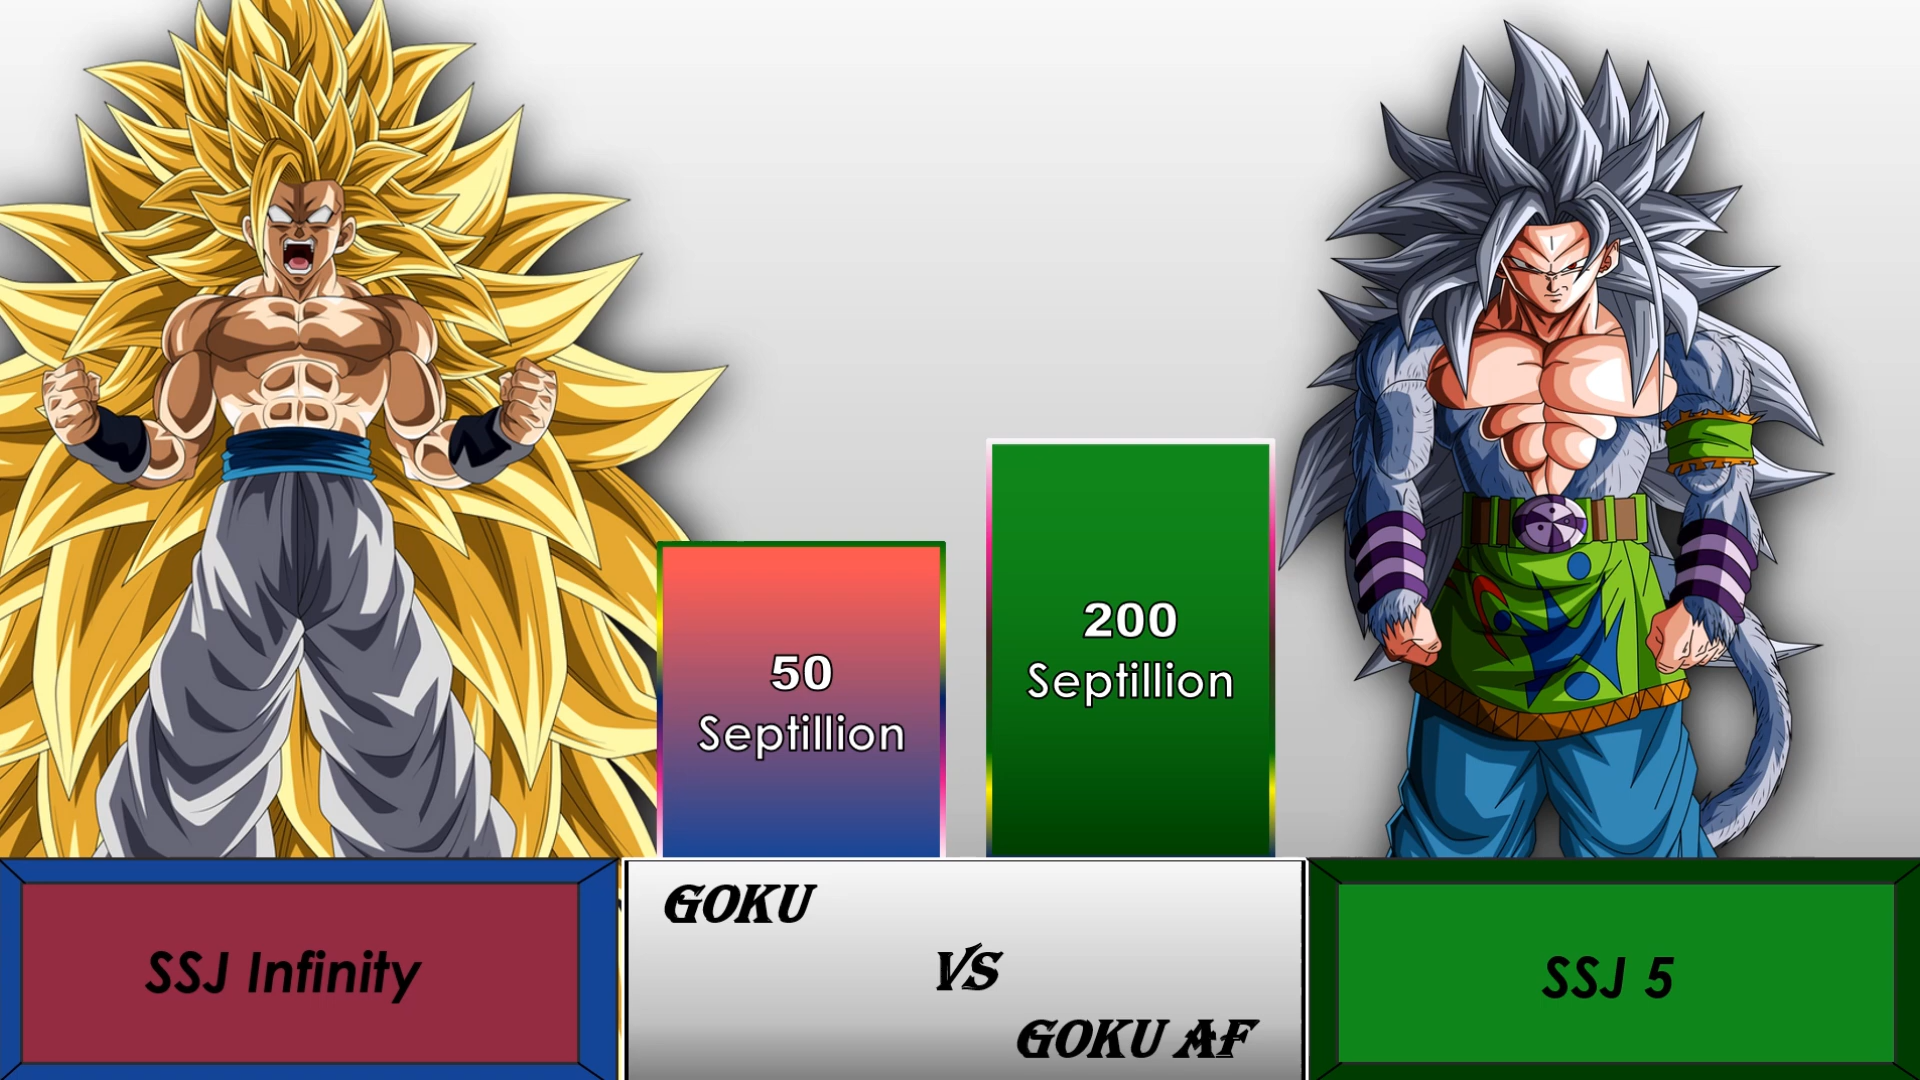 50
Septillion
200
Septillion
SSJ Infinity
GOKU
VS
GOKU AF
SSJ 5